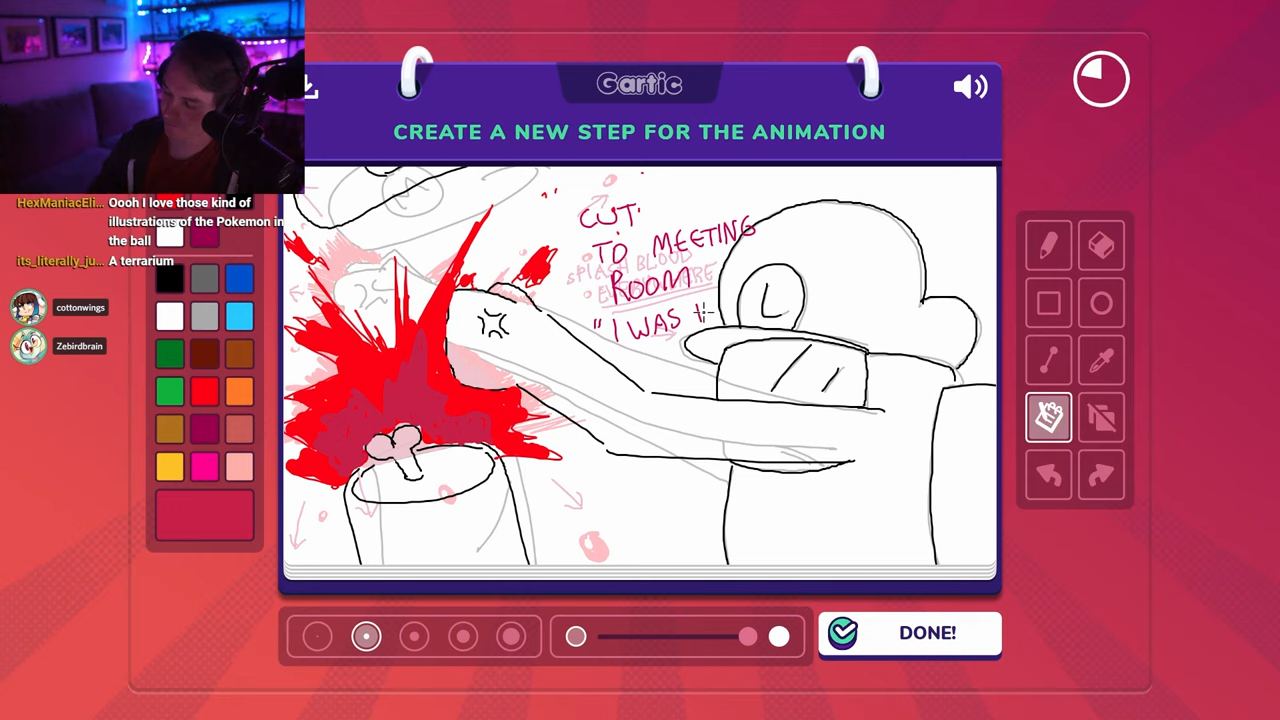 Gartic
CREATE A NEW STEP FOR THE ANIMATION
HexManiacEli... Oooh I love those kind of
illustrations of the Pokemon in
the ball
its_literally_ju... A terrarium
cottonwings
Zebirdbrain
CUT
TO MEETING
ROOM
SPLASH BLOOD
"I WAS
DONE!